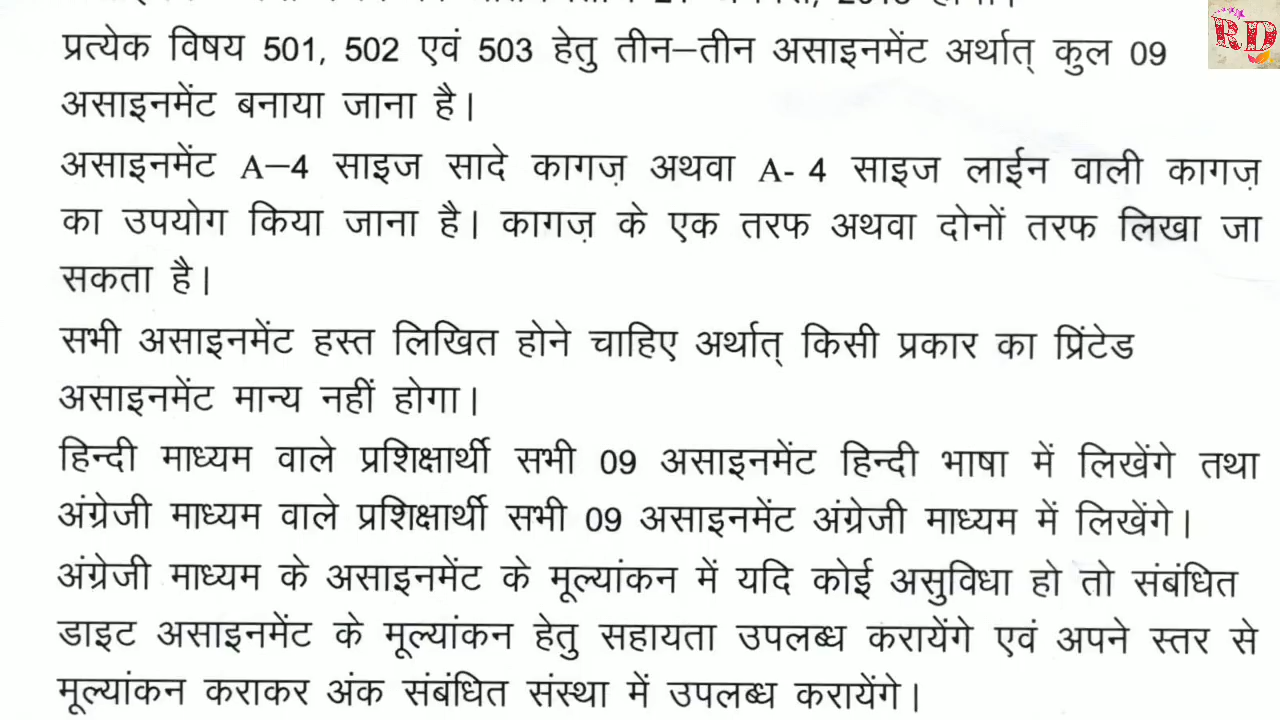 RD
प्रत्येक विषय 501, 502 एवं 503 हेतु तीन–तीन असाइनमेंट अर्थात् कुल 09
असाइनमेंट बनाया जाना है।
असाइनमेंट A–4 साइज सादे कागज़ अथवा A- 4 साइज लाईन वाली कागज़
का उपयोग किया जाना है। कागज़ के एक तरफ अथवा दोनों तरफ लिखा जा
सकता है।
सभी असाइनमेंट हस्त लिखित होने चाहिए अर्थात् किसी प्रकार का प्रिंटेड
असाइनमेंट मान्य नहीं होगा।
हिन्दी माध्यम वाले प्रशिक्षार्थी सभी 09 असाइनमेंट हिन्दी भाषा में लिखेंगे तथा
अंग्रेजी माध्यम वाले प्रशिक्षार्थी सभी 09 असाइनमेंट अंग्रेजी माध्यम में लिखेंगे।
अंग्रेजी माध्यम के असाइनमेंट के मूल्यांकन में यदि कोई असुविधा हो तो संबंधित
डाइट असाइनमेंट के मूल्यांकन हेतु सहायता उपलब्ध करायेंगे एवं अपने स्तर से
मूल्यांकन कराकर अंक संबंधित संस्था में उपलब्ध करायेंगे।